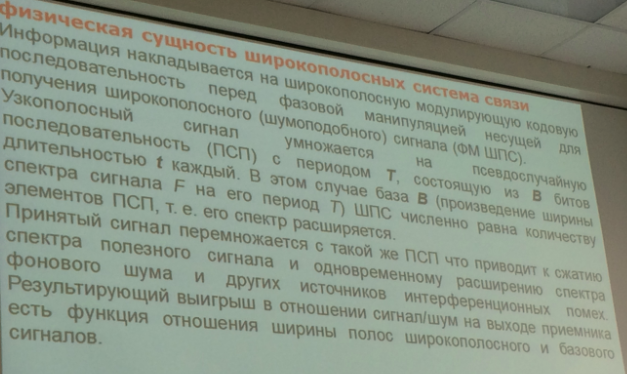 физическая сущность широкополосных система связи
Информация накладывается на широкополосную модулирующую кодовую
последовательность перед фазовой манипуляцией несущей для
получения широкополосного (шумоподобного) сигнала (ФМ ШПС).
Узкополосный сигнал умножается на псевдослучайную
последовательность (ПСП) с периодом Т, состоящую из В битов
длительностью t каждый. В этом случае база В (произведение ширины
спектра сигнала F на его период Т) ШПС численно равна количеству
элементов ПСП, т. е. его спектр расширяется.
Принятый сигнал перемножается с такой же ПСП что приводит к сжатию
спектра полезного сигнала и одновременному расширению спектра
фонового шума и других источников интерференционных помех.
Результирующий выигрыш в отношении сигнал/шум на выходе приемника
есть функция отношения ширины полос широкополосного и базового
сигналов.